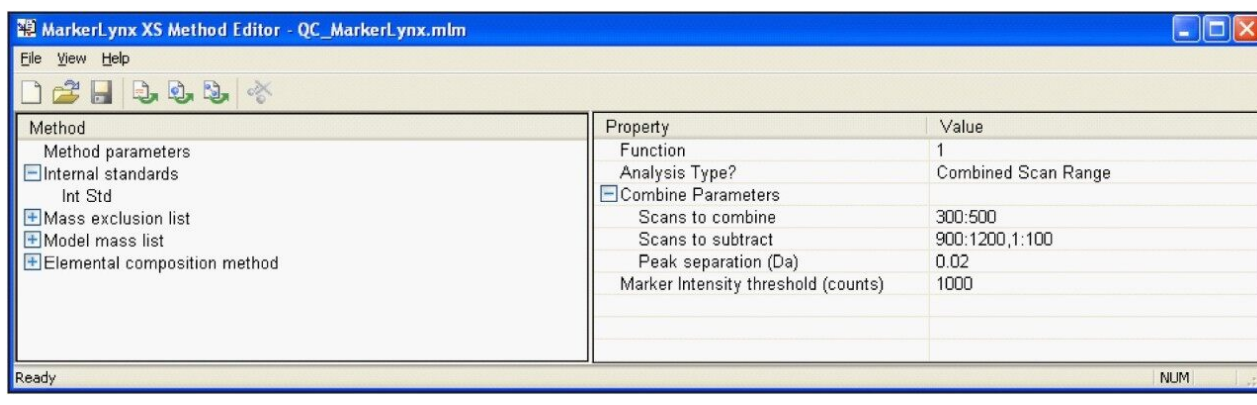 MarkerLynx XS Method Editor - QC_MarkerLynx.mlm
File View Help
Method
Method parameters
Internal standards
Int Std
Mass exclusion list
Model mass list
Elemental composition method
Property Value
Function 1
Analysis Type? Combined Scan Range
Combine Parameters
Scans to combine 300:500
Scans to subtract 900:1200,1:100
Peak separation (Da) 0.02
Marker Intensity threshold (counts) 1000
Ready NUM